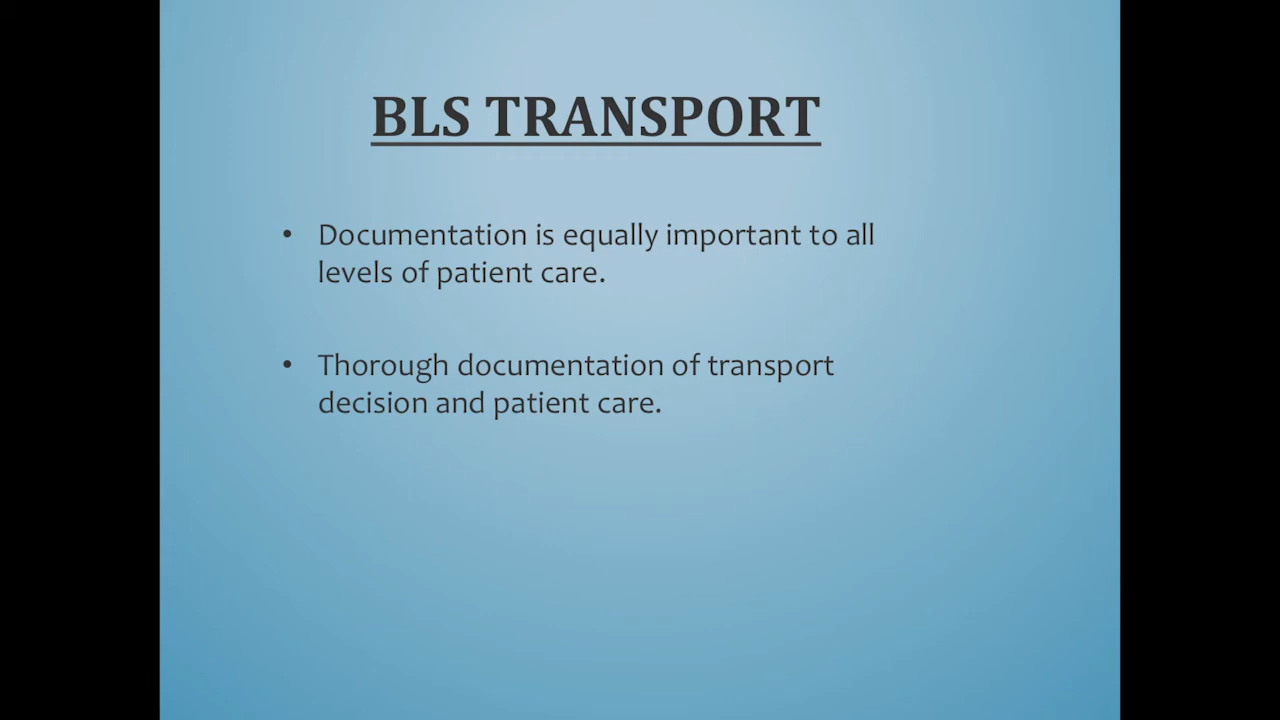 BLS TRANSPORT
• Documentation is equally important to all
levels of patient care.
• Thorough documentation of transport
decision and patient care.